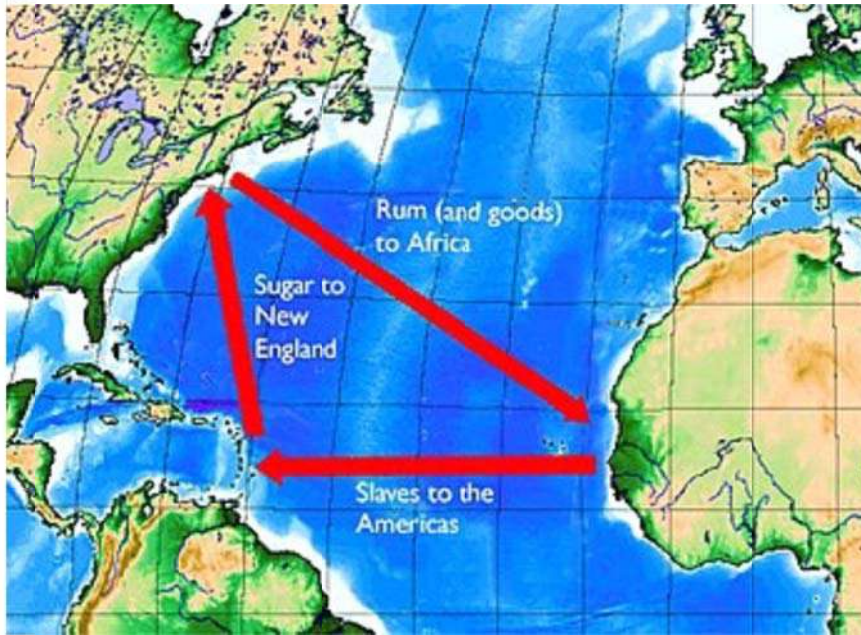 Rum (and goods)
to Africa
Sugar to
New
England
Slaves to the
Americas